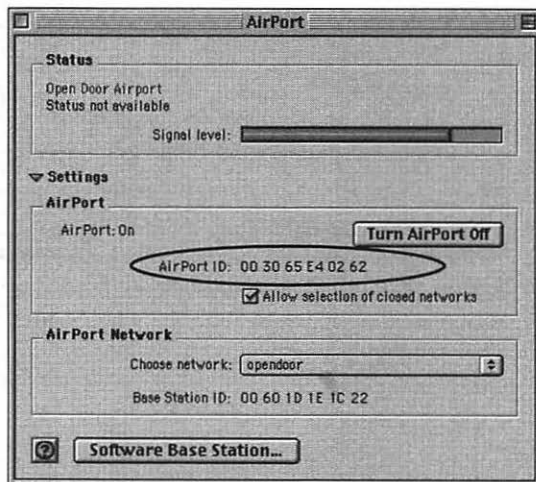 AirPort
Status
Open Door Airport
Status not available
Signal level:
Settings
AirPort
AirPort: On
Turn AirPort Off
AirPort ID: 00 30 65 E4 02 62
Allow selection of closed networks
AirPort Network
Choose network: opendoor
Base Station ID: 00 60 1D 1E 1C 22
? Software Base Station...